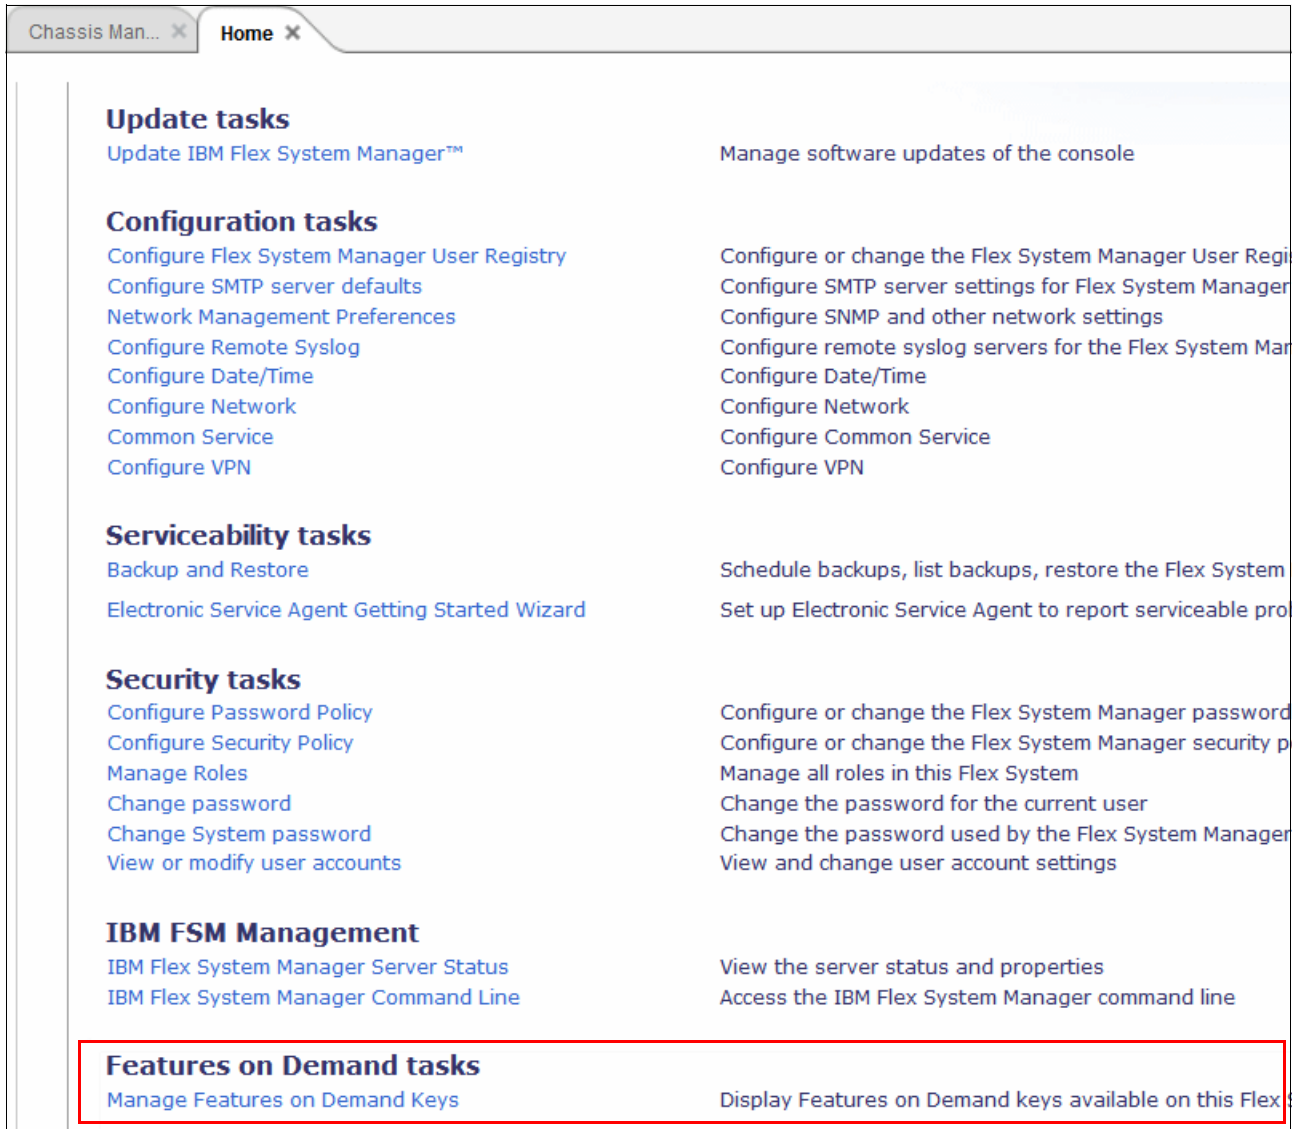 Chassis Man...
Home
Update tasks
Update IBM Flex System Manager™ Manage software updates of the console
Configuration tasks
Configure Flex System Manager User Registry Configure or change the Flex System Manager User Regi
Configure SMTP server defaults Configure SMTP server settings for Flex System Manager
Network Management Preferences Configure SNMP and other network settings
Configure Remote Syslog Configure remote syslog servers for the Flex System Mar
Configure Date/Time Configure Date/Time
Configure Network Configure Network
Common Service Configure Common Service
Configure VPN Configure VPN
Serviceability tasks
Backup and Restore Schedule backups, list backups, restore the Flex System
Electronic Service Agent Getting Started Wizard Set up Electronic Service Agent to report serviceable pro
Security tasks
Configure Password Policy Configure or change the Flex System Manager password
Configure Security Policy Configure or change the Flex System Manager security p
Manage Roles Manage all roles in this Flex System
Change password Change the password for the current user
Change System password Change the password used by the Flex System Manager
View or modify user accounts View and change user account settings
IBM FSM Management
IBM Flex System Manager Server Status View the server status and properties
IBM Flex System Manager Command Line Access the IBM Flex System Manager command line
Features on Demand tasks
Manage Features on Demand Keys Display Features on Demand keys available on this Flex S